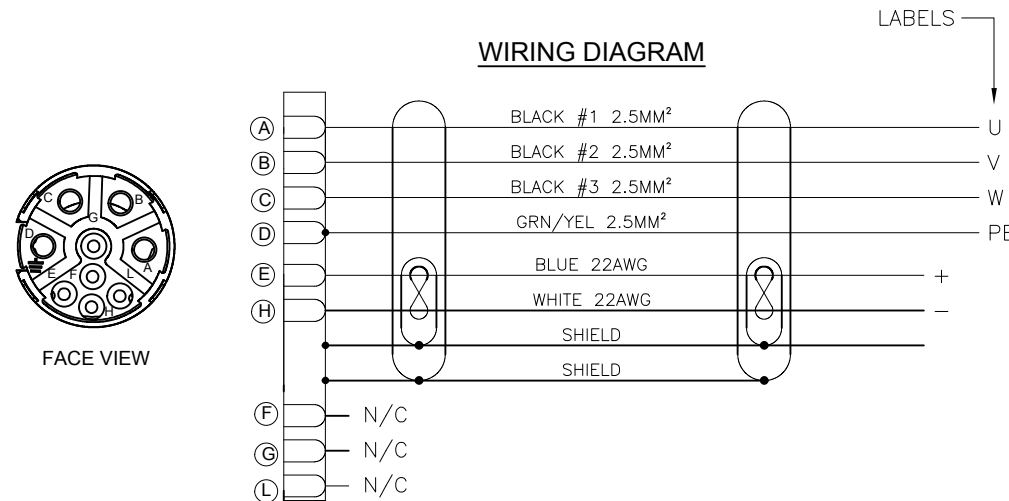 LABELS
WIRING DIAGRAM
A BLACK #1 2.5MM² U
B BLACK #2 2.5MM² V
C BLACK #3 2.5MM² W
D GRN/YEL 2.5MM² PE
E BLUE 22AWG +
H WHITE 22AWG –
SHIELD
SHIELD
F N/C
G N/C
L N/C
C B
G
D A
E F L
H
FACE VIEW